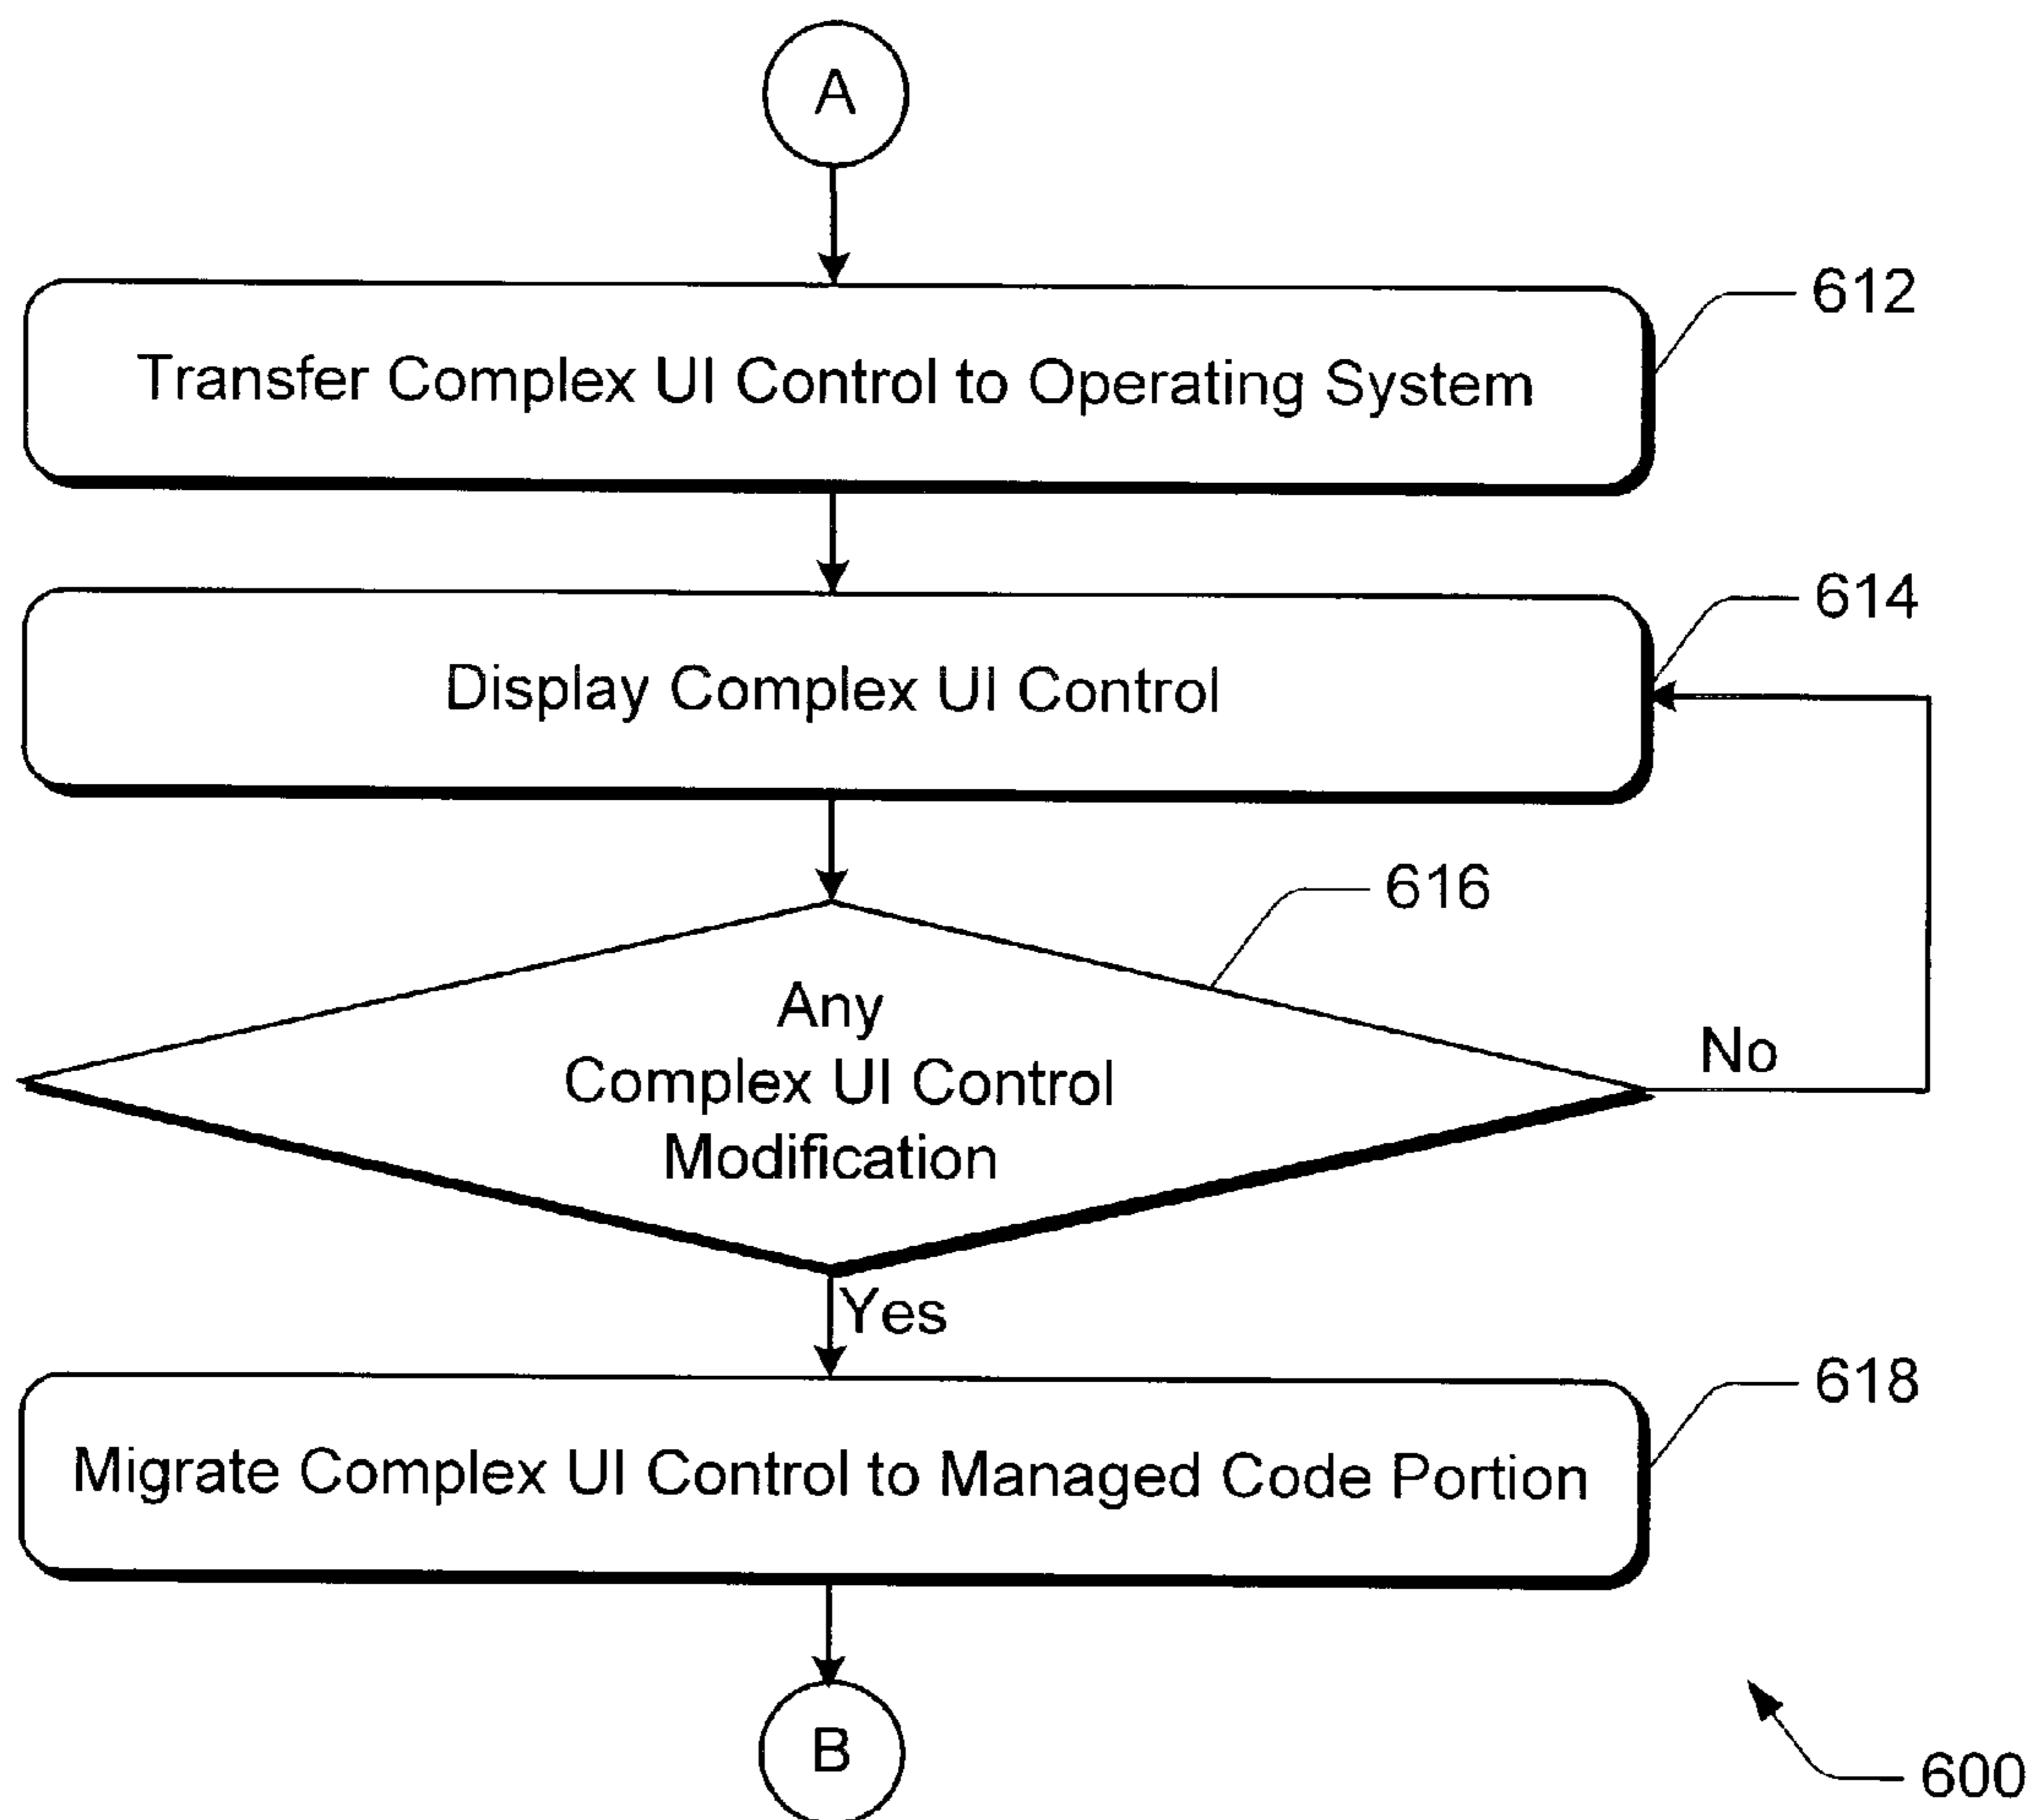 A
612
Transfer Complex UI Control to Operating System
614
Display Complex UI Control
616
Any
Complex UI Control
Modification
No
Yes
618
Migrate Complex UI Control to Managed Code Portion
B
600